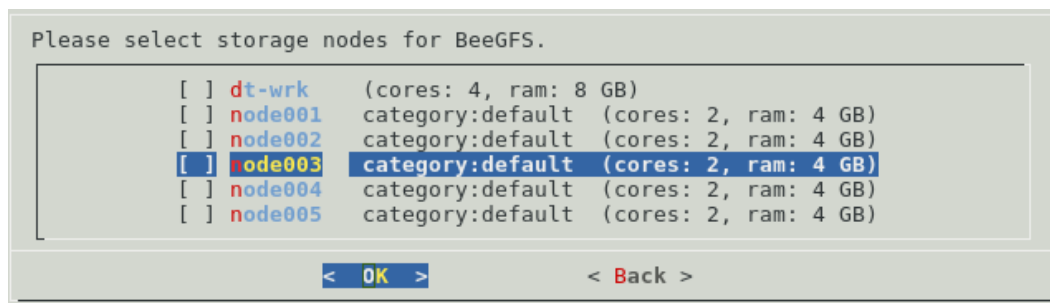 Please select storage nodes for BeeGFS.
[ ] dt-wrk (cores: 4, ram: 8 GB)
[ ] node001 category:default (cores: 2, ram: 4 GB)
[ ] node002 category:default (cores: 2, ram: 4 GB)
[ ] node003 category:default (cores: 2, ram: 4 GB)
[ ] node004 category:default (cores: 2, ram: 4 GB)
[ ] node005 category:default (cores: 2, ram: 4 GB)
< OK > < Back >